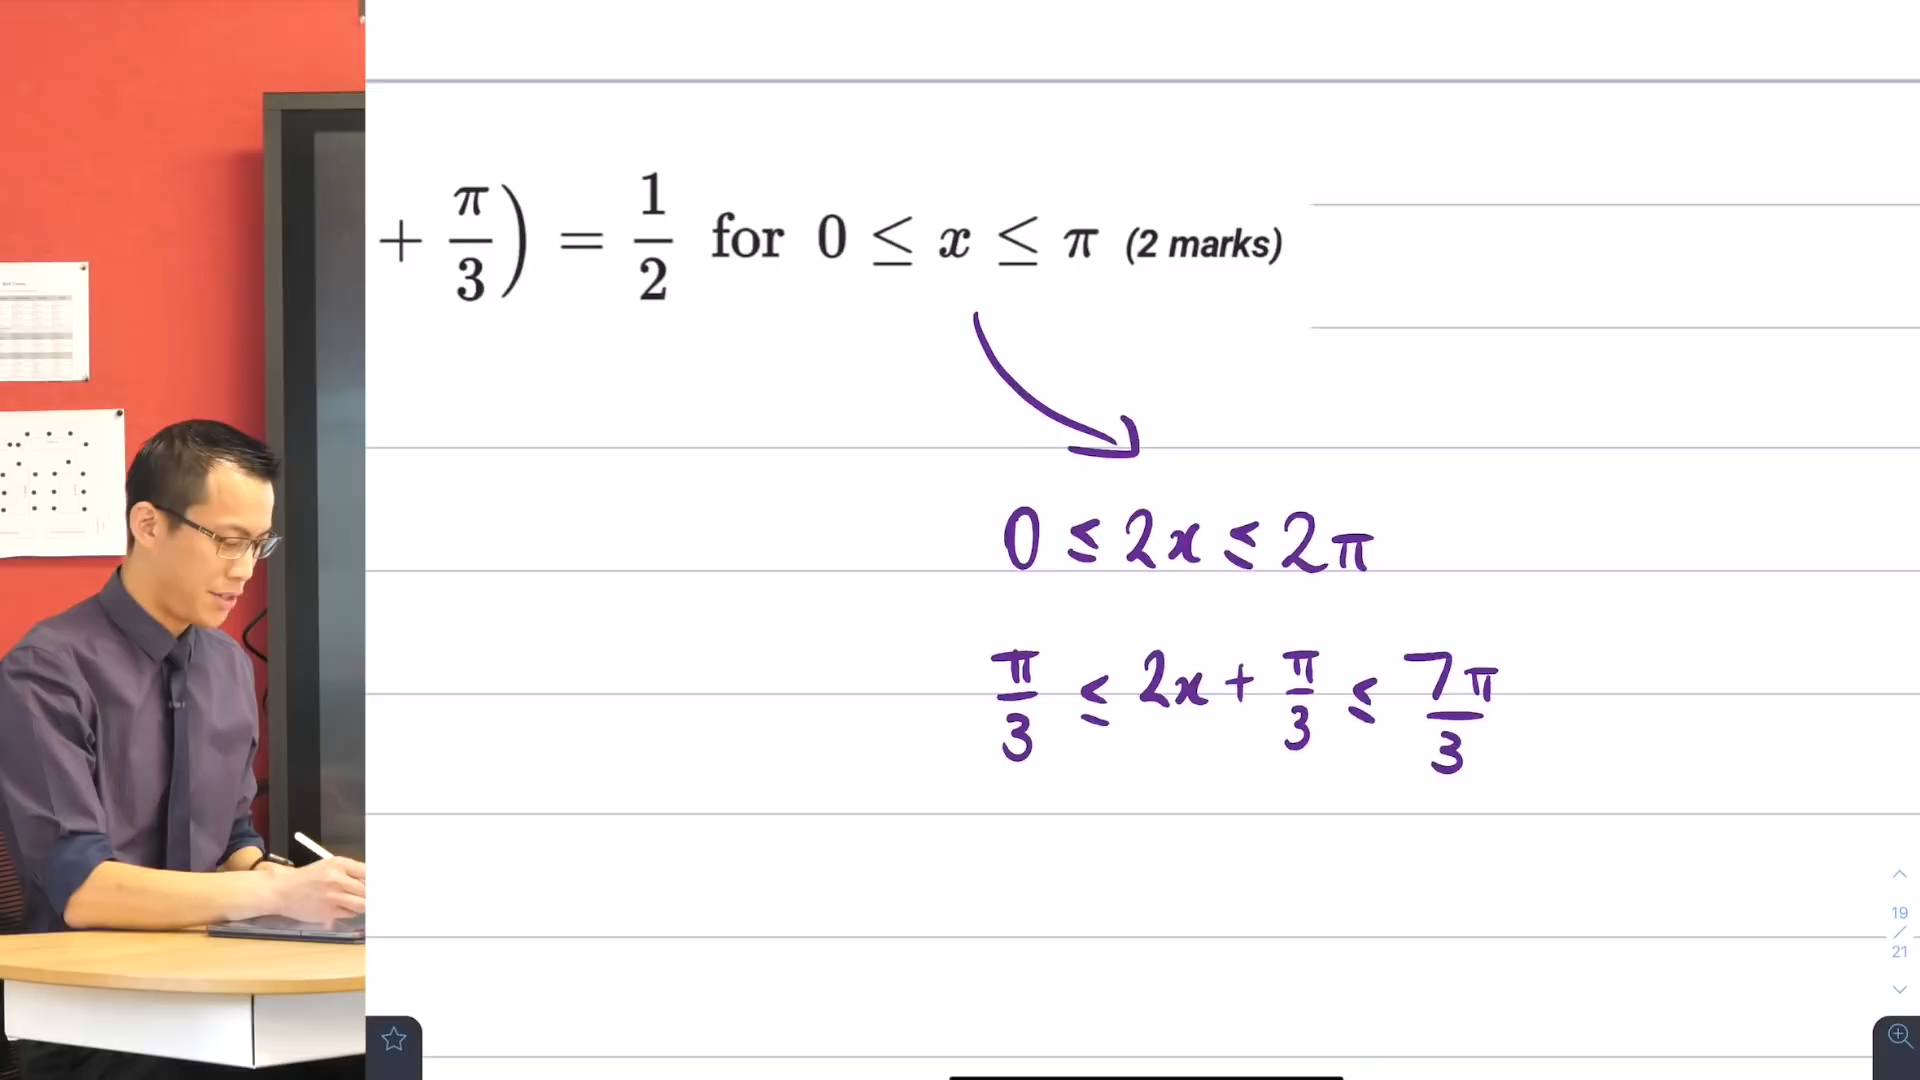 + π/3) = 1/2 for 0 ≤ x ≤ π (2 marks)
0 ≤ 2x ≤ 2π
π/3 ≤ 2x + π/3 ≤ 7π/3
19
/
21